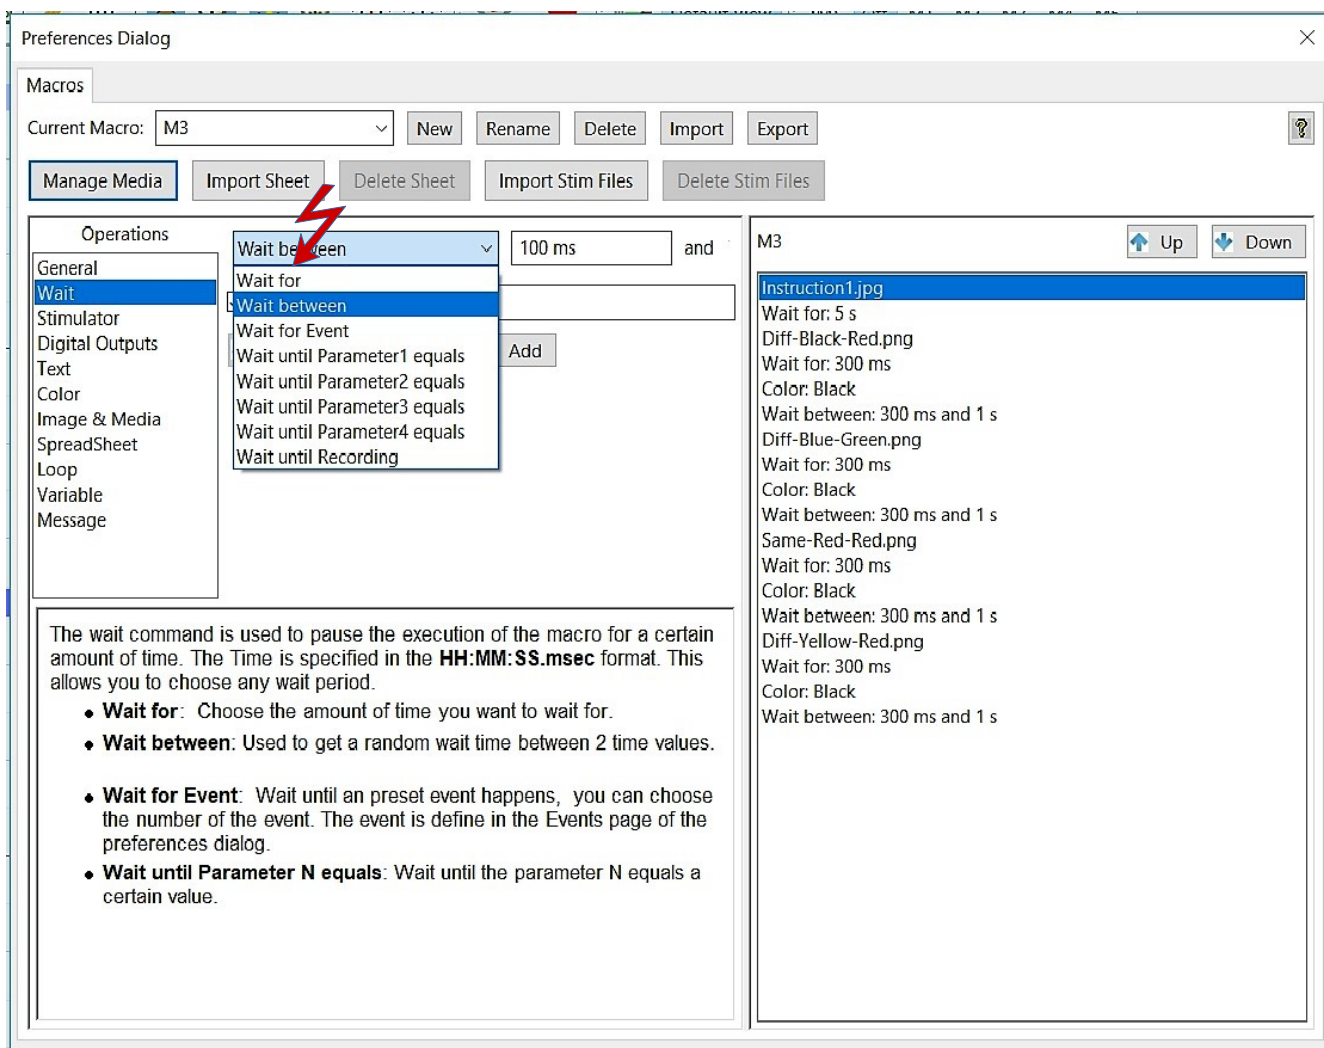 Preferences Dialog
Macros
Current Macro: M3 New Rename Delete Import Export
Manage Media Import Sheet Delete Sheet Import Stim Files Delete Stim Files
Operations
General
Wait
Stimulator
Digital Outputs
Text
Color
Image & Media
SpreadSheet
Loop
Variable
Message
Wait between 100 ms and
Wait for
Wait between
Wait for Event
Wait until Parameter1 equals
Wait until Parameter2 equals
Wait until Parameter3 equals
Wait until Parameter4 equals
Wait until Recording
Add
The wait command is used to pause the execution of the macro for a certain
amount of time. The Time is specified in the HH:MM:SS.msec format. This
allows you to choose any wait period.
• Wait for: Choose the amount of time you want to wait for.
• Wait between: Used to get a random wait time between 2 time values.
• Wait for Event: Wait until an preset event happens, you can choose
the number of the event. The event is define in the Events page of the
preferences dialog.
• Wait until Parameter N equals: Wait until the parameter N equals a
certain value.
M3 Up Down
Instruction1.jpg
Wait for: 5 s
Diff-Black-Red.png
Wait for: 300 ms
Color: Black
Wait between: 300 ms and 1 s
Diff-Blue-Green.png
Wait for: 300 ms
Color: Black
Wait between: 300 ms and 1 s
Same-Red-Red.png
Wait for: 300 ms
Color: Black
Wait between: 300 ms and 1 s
Diff-Yellow-Red.png
Wait for: 300 ms
Color: Black
Wait between: 300 ms and 1 s